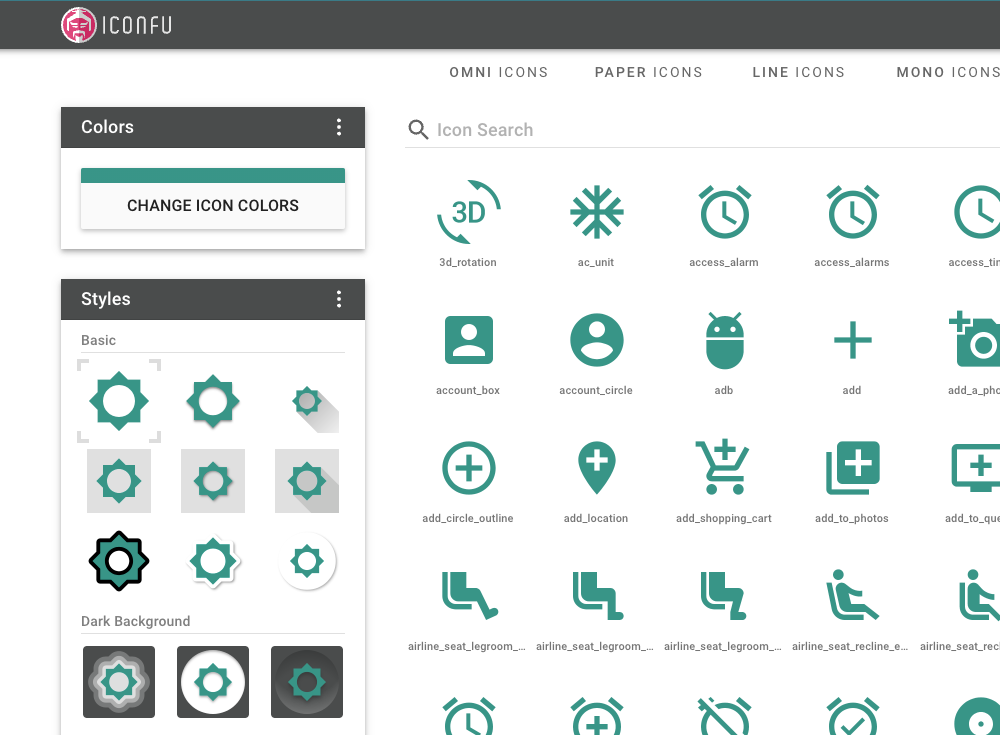 ICONFU
OMNI ICONS
PAPER ICONS
LINE ICONS
MONO ICONS
Colors
CHANGE ICON COLORS
Styles
Basic
Dark Background
Icon Search
3D
3d_rotation
ac_unit
access_alarm
access_alarms
access_tim
account_box
account_circle
adb
add
add_a_pho
add_circle_outline
add_location
add_shopping_cart
add_to_photos
add_to_que
airline_seat_legroom_...
airline_seat_legroom_...
airline_seat_legroom_...
airline_seat_recline_e...
airline_seat_recl